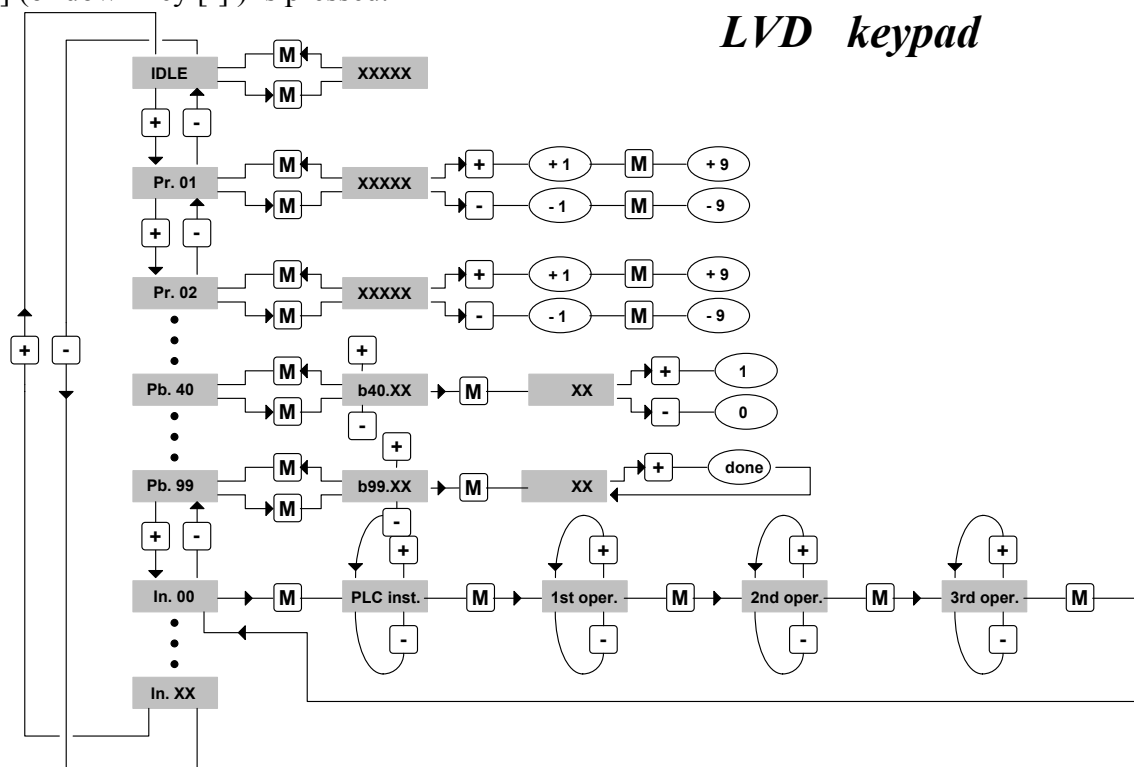 ] (or down key [-] ) is pressed.
LVD keypad
IDLE M XXXXX
M
+ -
Pr. 01 M XXXXX + + 1 M + 9
M - - 1 M - 9
+ -
Pr. 02 M XXXXX + + 1 M + 9
M - - 1 M - 9
+ -
Pb. 40 M b40.XX + M XX + 1
M - - 0
Pb. 99 M b99.XX + M XX + done
M -
+ - + + + +
In. 00 M PLC inst. M 1st oper. M 2nd oper. M 3rd oper. M
- - - -
In. XX